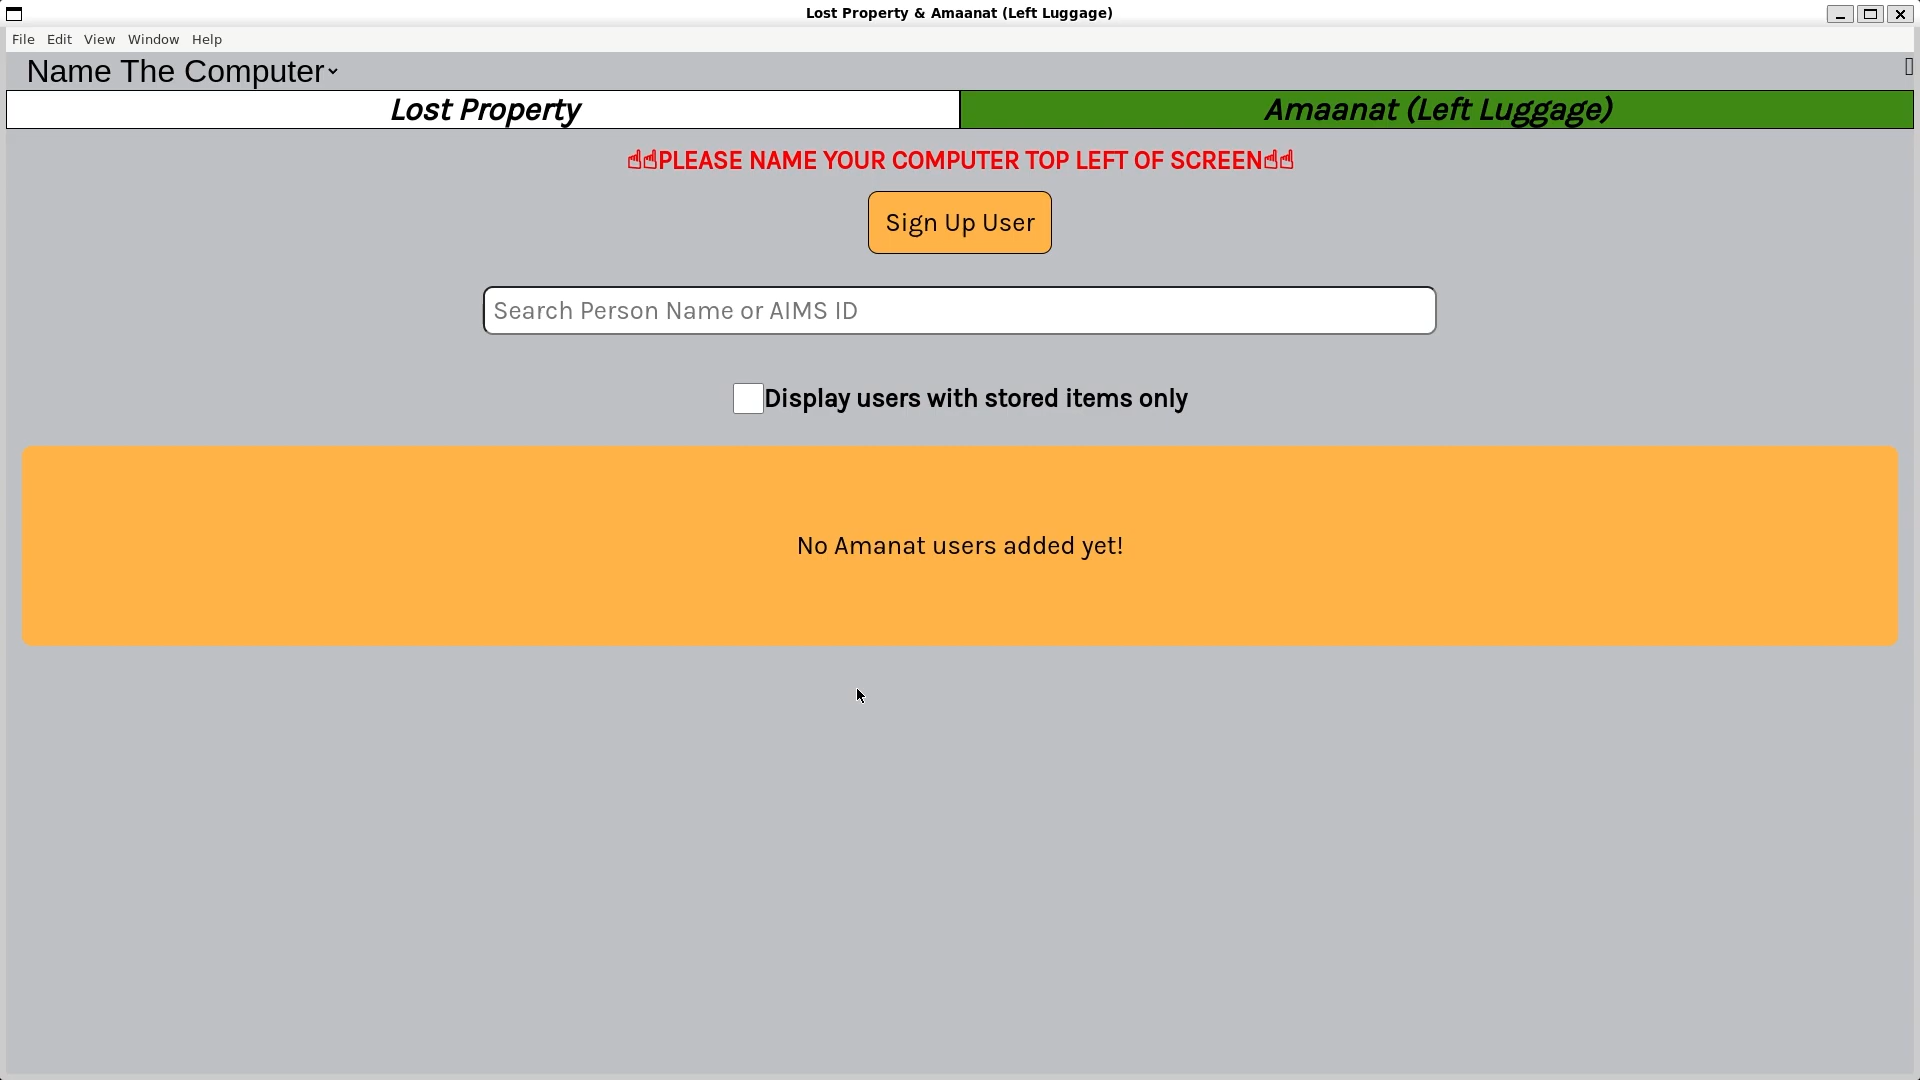 Lost Property & Amaanat (Left Luggage)
File Edit View Window Help
Name The Computer
Lost Property
Amaanat (Left Luggage)
☝☝PLEASE NAME YOUR COMPUTER TOP LEFT OF SCREEN☝☝
Sign Up User
Search Person Name or AIMS ID
Display users with stored items only
No Amanat users added yet!